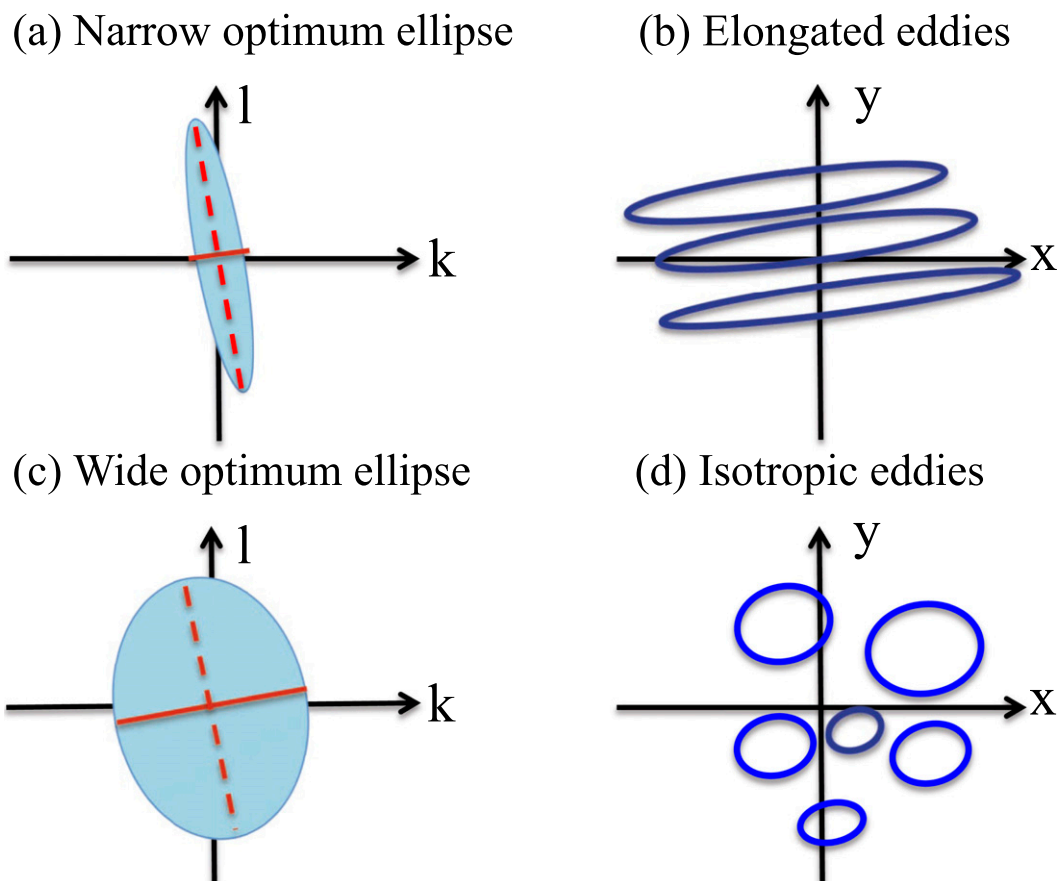 (a) Narrow optimum ellipse
(b) Elongated eddies
l
k
y
x
(c) Wide optimum ellipse
(d) Isotropic eddies
l
k
y
x